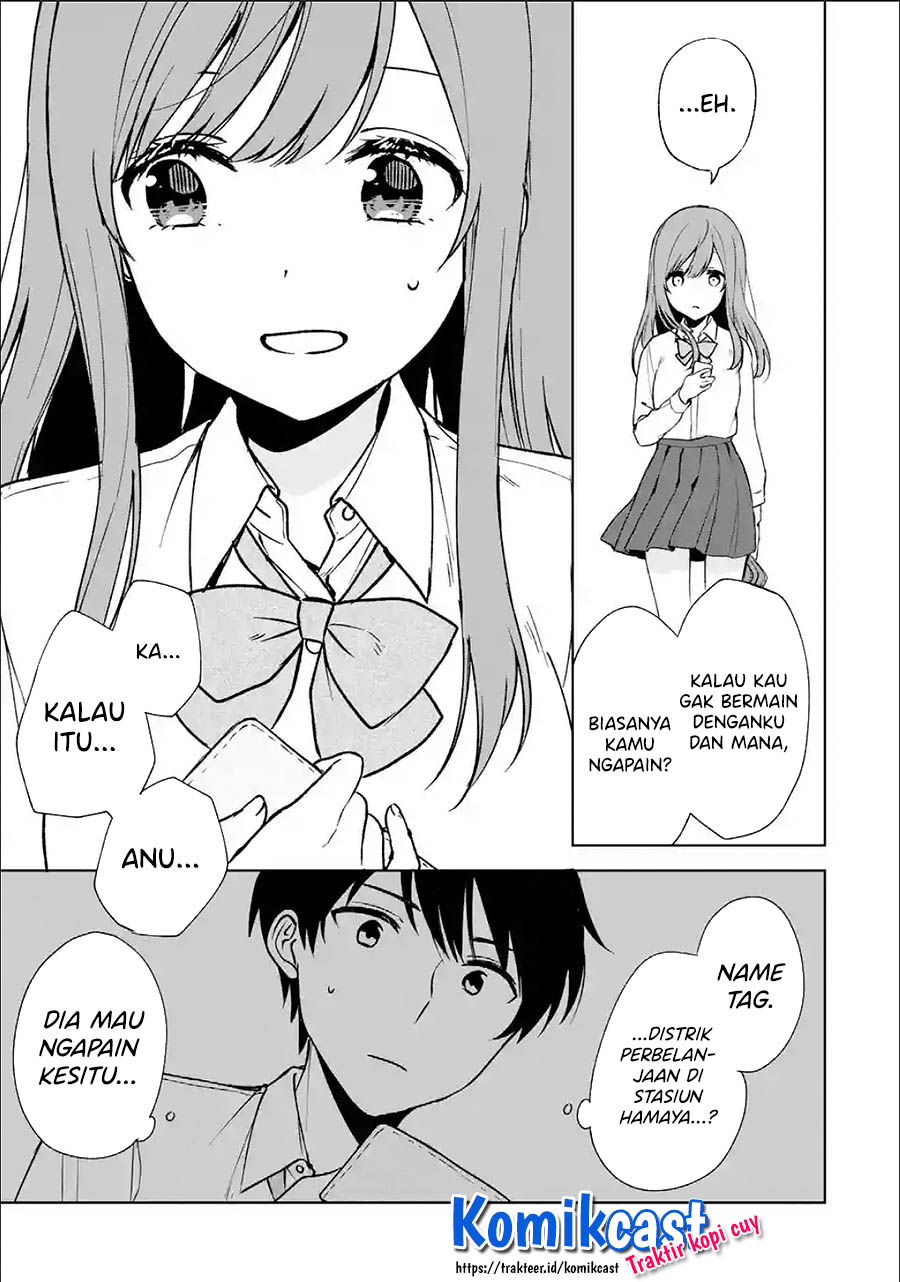 ...EH.
KALAU KAU
GAK BERMAIN
DENGANKU
DAN MANA,
BIASANYA
KAMU
NGAPAIN?
KA...
KALAU
ITU...
ANU...
NAME
TAG.
...DISTRIK
PERBELAN-
JAAN DI
STASIUN
HAMAYA...?
DIA MAU
NGAPAIN
KESITU...
Komikcast
Traktir kopi cuy
https://trakteer.id/komikcast